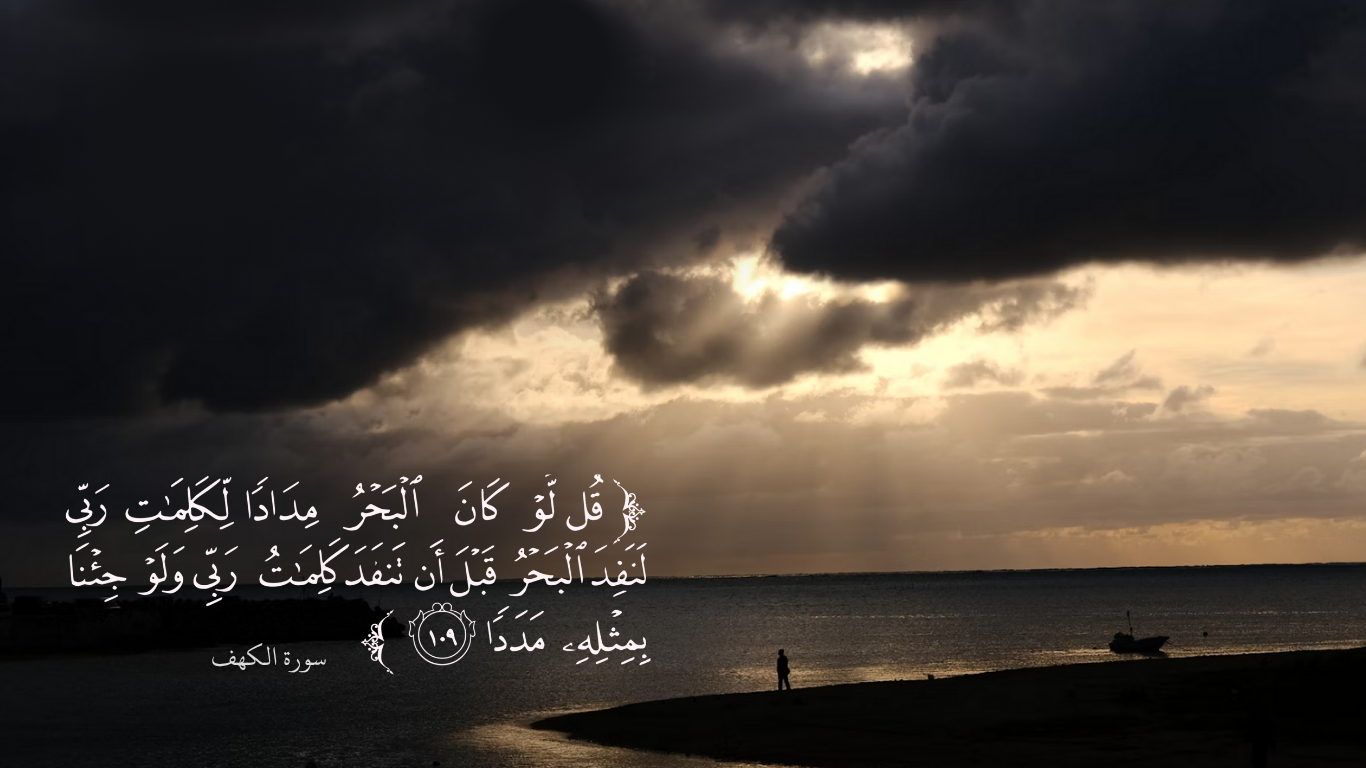 ﴿ قُل لَّوْ كَانَ ٱلْبَحْرُ مِدَادًا لِّكَلِمَـٰتِ رَبِّى
لَنَفِدَ ٱلْبَحْرُ قَبْلَ أَن تَنفَدَ كَلِمَـٰتُ رَبِّى وَلَوْ جِئْنَا
بِمِثْلِهِۦ مَدَدًا ١٠٩ ﴾
سورة الكهف